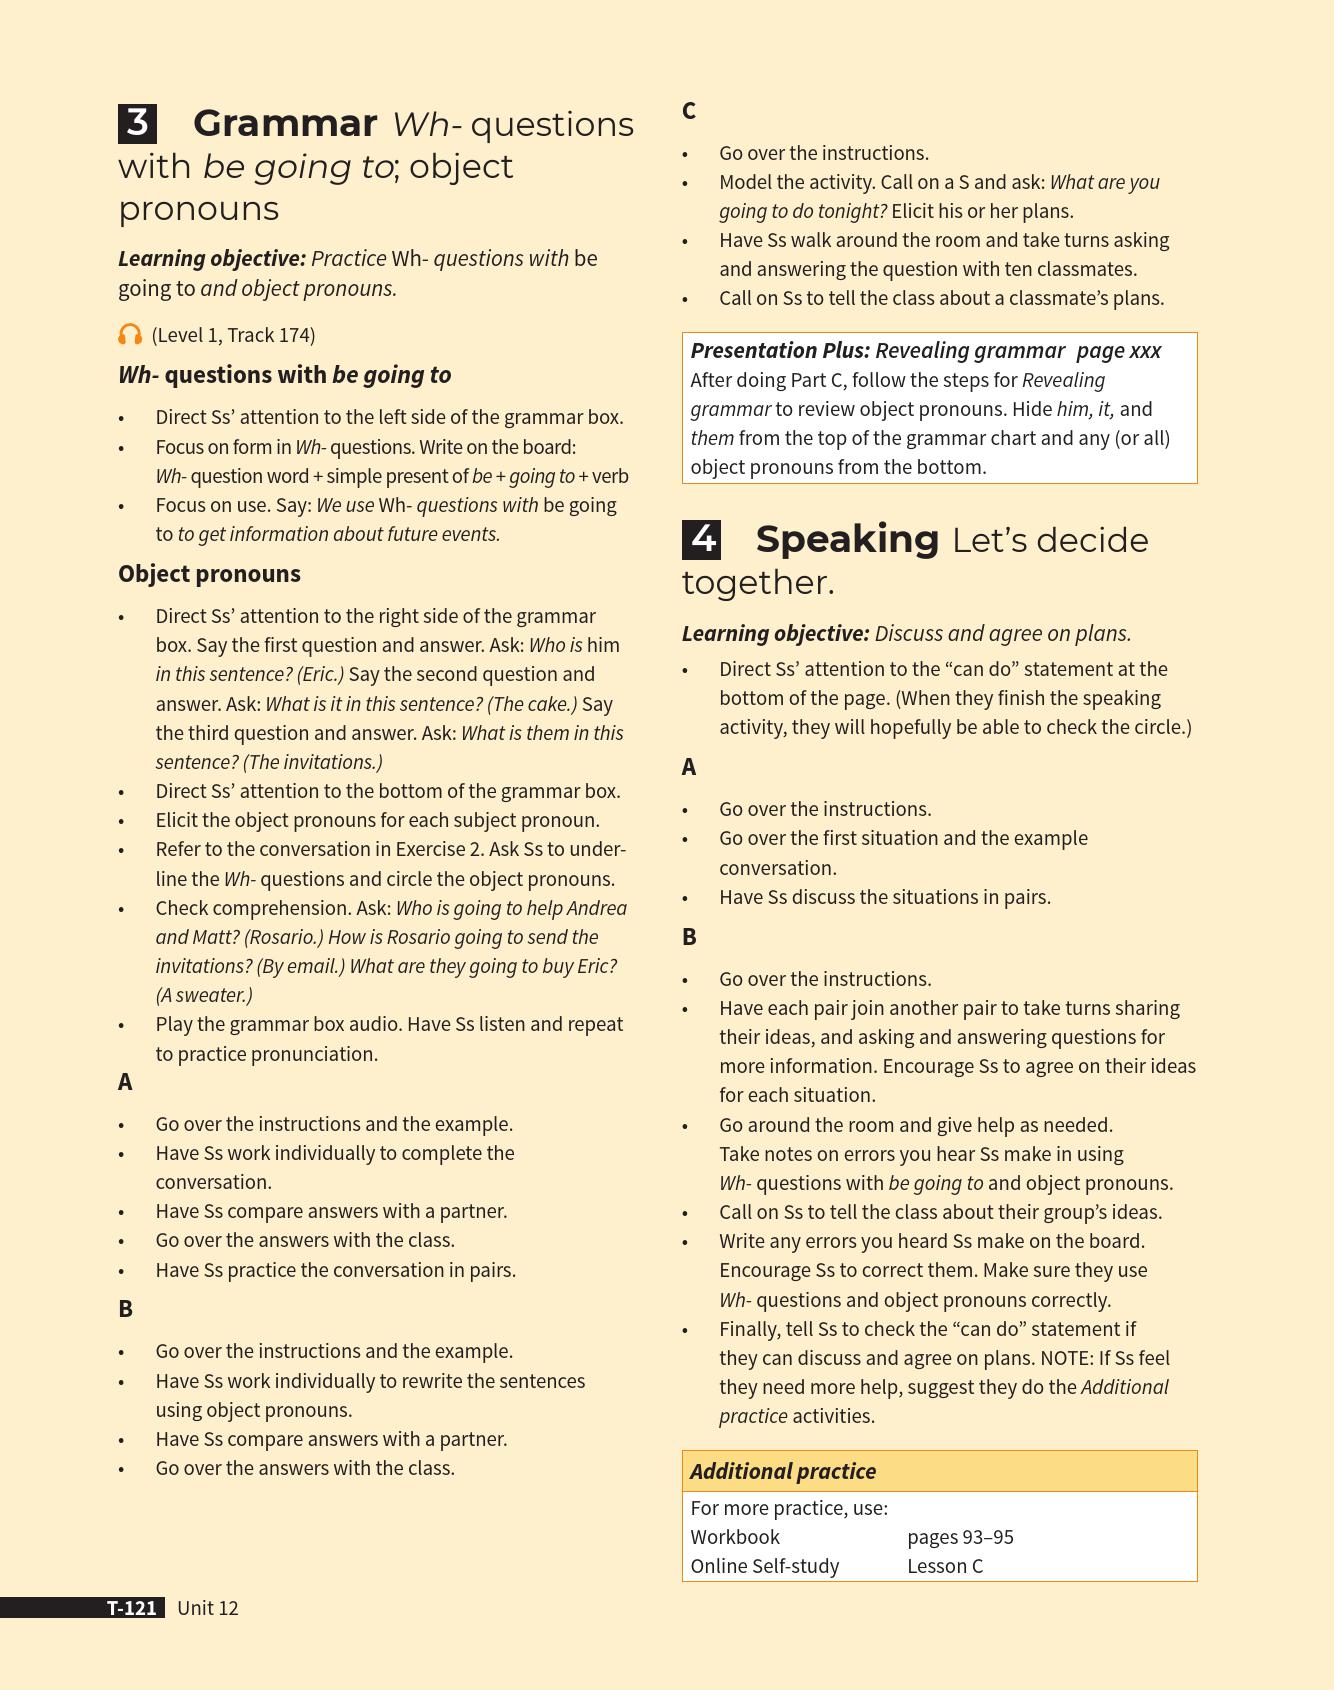 3 Grammar Wh- questions
with be going to; object
pronouns
Learning objective: Practice Wh- questions with be
going to and object pronouns.
(Level 1, Track 174)
Wh- questions with be going to
• Direct Ss’ attention to the left side of the grammar box.
• Focus on form in Wh- questions. Write on the board:
Wh- question word + simple present of be + going to + verb
• Focus on use. Say: We use Wh- questions with be going
to to get information about future events.
Object pronouns
• Direct Ss’ attention to the right side of the grammar
box. Say the first question and answer. Ask: Who is him
in this sentence? (Eric.) Say the second question and
answer. Ask: What is it in this sentence? (The cake.) Say
the third question and answer. Ask: What is them in this
sentence? (The invitations.)
• Direct Ss’ attention to the bottom of the grammar box.
• Elicit the object pronouns for each subject pronoun.
• Refer to the conversation in Exercise 2. Ask Ss to under-
line the Wh- questions and circle the object pronouns.
• Check comprehension. Ask: Who is going to help Andrea
and Matt? (Rosario.) How is Rosario going to send the
invitations? (By email.) What are they going to buy Eric?
(A sweater.)
• Play the grammar box audio. Have Ss listen and repeat
to practice pronunciation.
A
• Go over the instructions and the example.
• Have Ss work individually to complete the
conversation.
• Have Ss compare answers with a partner.
• Go over the answers with the class.
• Have Ss practice the conversation in pairs.
B
• Go over the instructions and the example.
• Have Ss work individually to rewrite the sentences
using object pronouns.
• Have Ss compare answers with a partner.
• Go over the answers with the class.
C
• Go over the instructions.
• Model the activity. Call on a S and ask: What are you
going to do tonight? Elicit his or her plans.
• Have Ss walk around the room and take turns asking
and answering the question with ten classmates.
• Call on Ss to tell the class about a classmate’s plans.
Presentation Plus: Revealing grammar page xxx
After doing Part C, follow the steps for Revealing
grammar to review object pronouns. Hide him, it, and
them from the top of the grammar chart and any (or all)
object pronouns from the bottom.
4 Speaking Let’s decide
together.
Learning objective: Discuss and agree on plans.
• Direct Ss’ attention to the “can do” statement at the
bottom of the page. (When they finish the speaking
activity, they will hopefully be able to check the circle.)
A
• Go over the instructions.
• Go over the first situation and the example
conversation.
• Have Ss discuss the situations in pairs.
B
• Go over the instructions.
• Have each pair join another pair to take turns sharing
their ideas, and asking and answering questions for
more information. Encourage Ss to agree on their ideas
for each situation.
• Go around the room and give help as needed.
Take notes on errors you hear Ss make in using
Wh- questions with be going to and object pronouns.
• Call on Ss to tell the class about their group’s ideas.
• Write any errors you heard Ss make on the board.
Encourage Ss to correct them. Make sure they use
Wh- questions and object pronouns correctly.
• Finally, tell Ss to check the “can do” statement if
they can discuss and agree on plans. NOTE: If Ss feel
they need more help, suggest they do the Additional
practice activities.
Additional practice
For more practice, use:
Workbook pages 93–95
Online Self-study Lesson C
T-121 Unit 12